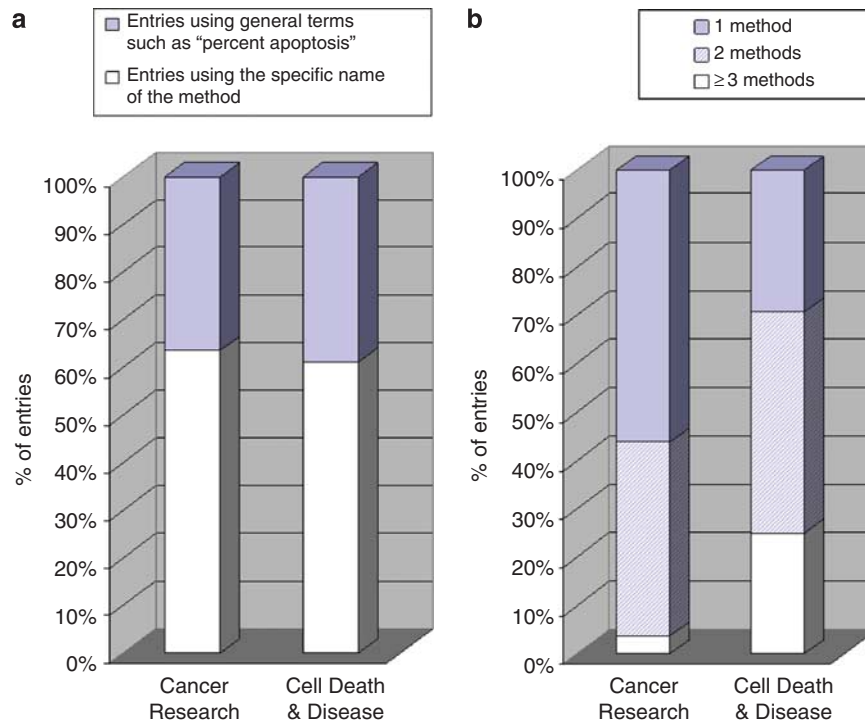 a
Entries using general terms
such as “percent apoptosis”
Entries using the specific name
of the method
100%
90%
80%
70%
60%
50%
40%
30%
20%
10%
0%
% of entries
Cancer
Research
Cell Death
& Disease
b
1 method
2 methods
≥3 methods
100%
90%
80%
70%
60%
50%
40%
30%
20%
10%
0%
% of entries
Cancer
Research
Cell Death
& Disease